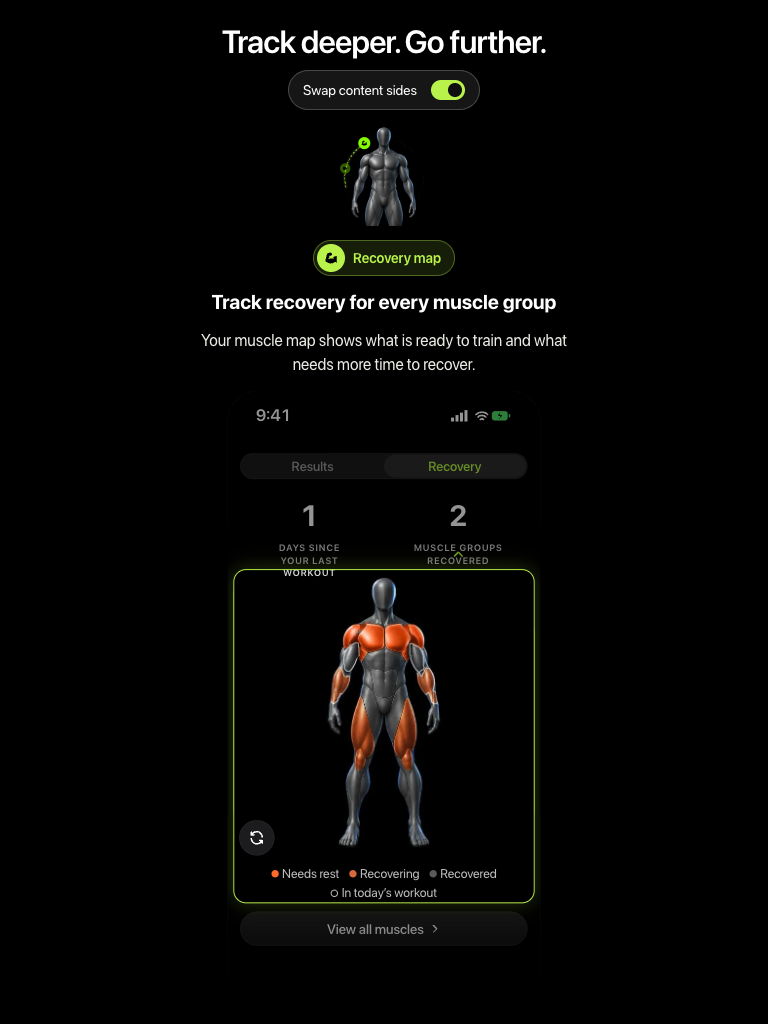 Track deeper. Go further.
Swap content sides
Recovery map
Track recovery for every muscle group
Your muscle map shows what is ready to train and what
needs more time to recover.
9:41
Results
Recovery
1
2
DAYS SINCE
YOUR LAST
WORKOUT
MUSCLE GROUPS
RECOVERED
Needs rest
Recovering
Recovered
In today's workout
View all muscles